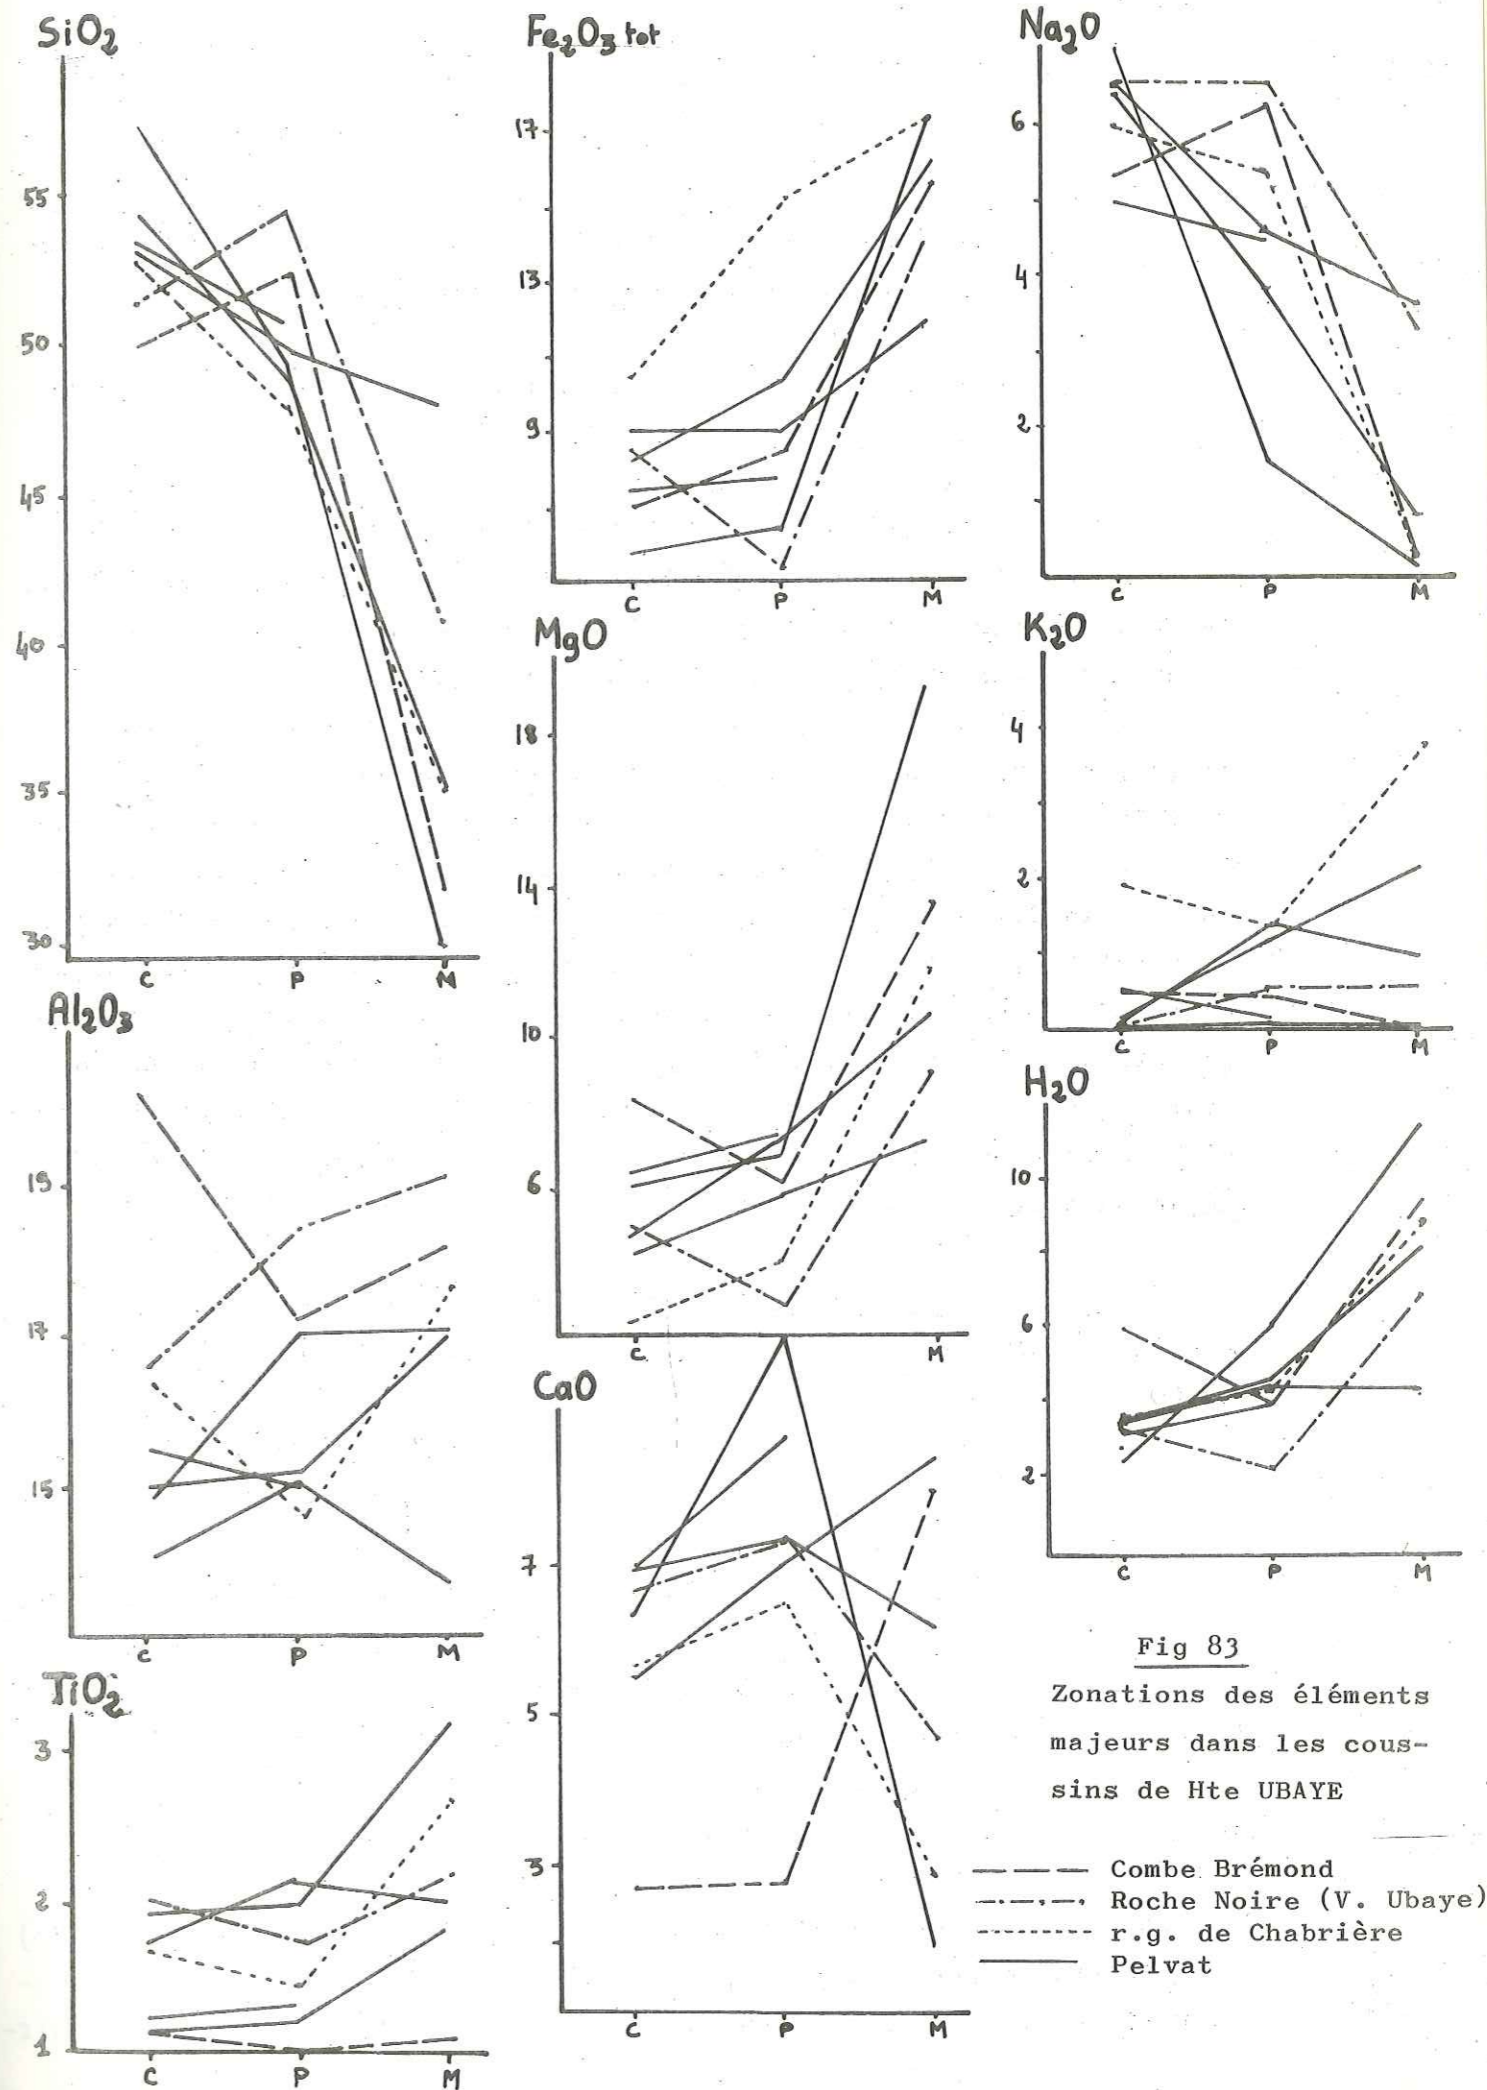 SiO2
55
50
45
40
35
30
C P M
Al2O3
19
17
15
C P M
TiO2
3
2
1
C P M
Fe2O3 tot
17
13
9
C P M
MgO
18
14
10
6
C M
CaO
7
5
3
C P M
Na2O
6
4
2
C P M
K2O
4
2
C P M
H2O
10
6
2
C P M
Fig 83
Zonations des éléments
majeurs dans les cous-
sins de Hte UBAYE
Combe Brémond
Roche Noire (V. Ubaye)
r.g. de Chabrière
Pelvat